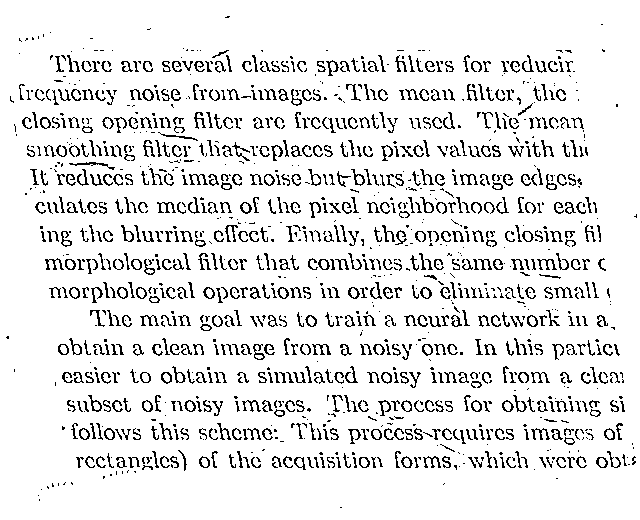 There are several classic spatial filters for reducin
frequency noise from images. The mean filter, the
closing opening filter are frequently used. The mean
smoothing filter that replaces the pixel values with the
It reduces the image noise but blurs the image edges.
culates the median of the pixel neighborhood for each
ing the blurring effect. Finally, the opening closing fil
morphological filter that combines the same number o
morphological operations in order to eliminate small
The main goal was to train a neural network in a
obtain a clean image from a noisy one. In this particu
easier to obtain a simulated noisy image from a clean
subset of noisy images. The process for obtaining si
follows this scheme: This process requires images of
rectangles) of the acquisition forms, which were obta